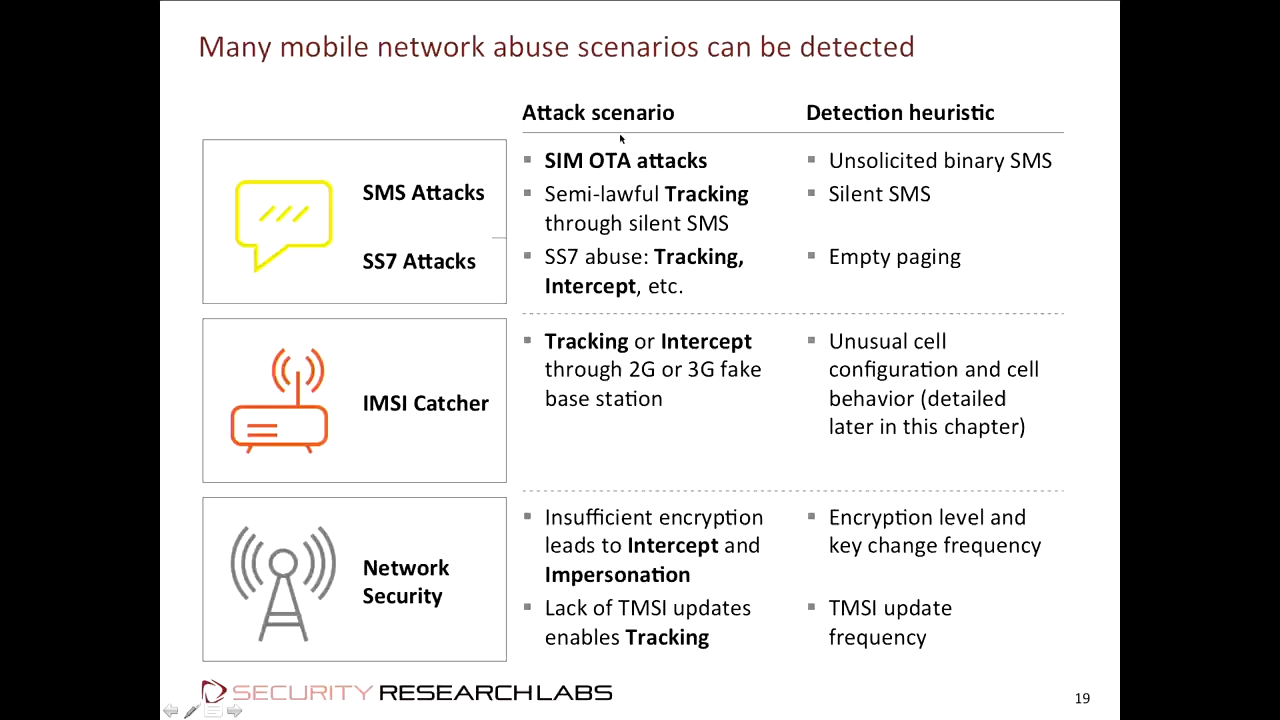 Many mobile network abuse scenarios can be detected
Attack scenario
Detection heuristic
SMS Attacks
SS7 Attacks
▪ SIM OTA attacks
▪ Unsolicited binary SMS
▪ Semi-lawful Tracking
through silent SMS
▪ Silent SMS
▪ SS7 abuse: Tracking,
Intercept, etc.
▪ Empty paging
IMSI Catcher
▪ Tracking or Intercept
through 2G or 3G fake
base station
▪ Unusual cell
configuration and cell
behavior (detailed
later in this chapter)
Network
Security
▪ Insufficient encryption
leads to Intercept and
Impersonation
▪ Encryption level and
key change frequency
▪ Lack of TMSI updates
enables Tracking
▪ TMSI update
frequency
SECURITY RESEARCH LABS
19